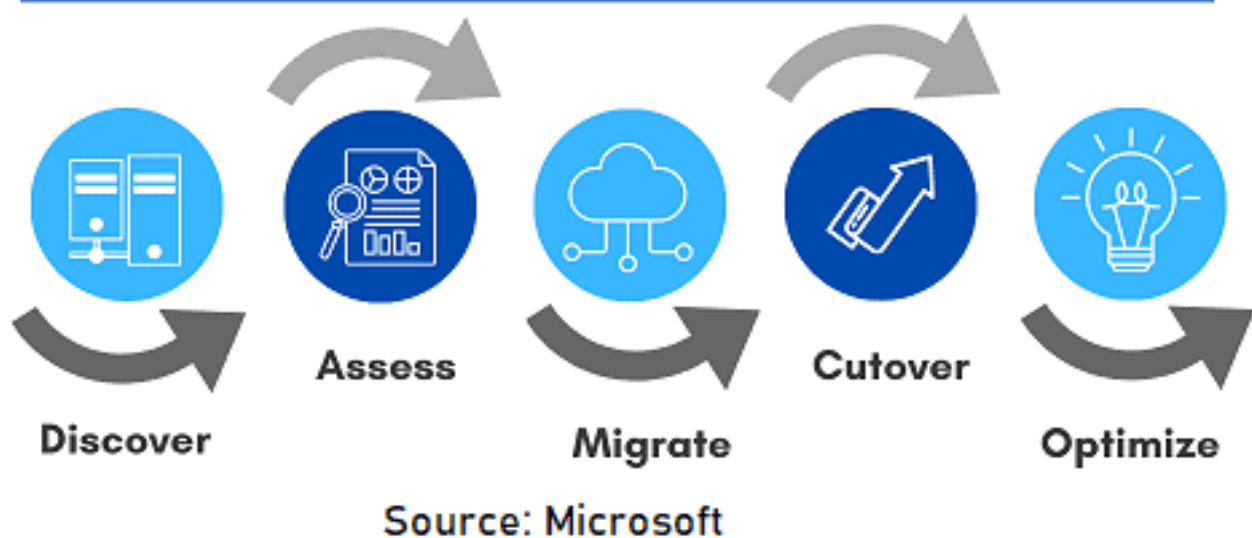 Discover
Assess
Migrate
Cutover
Optimize
Source: Microsoft